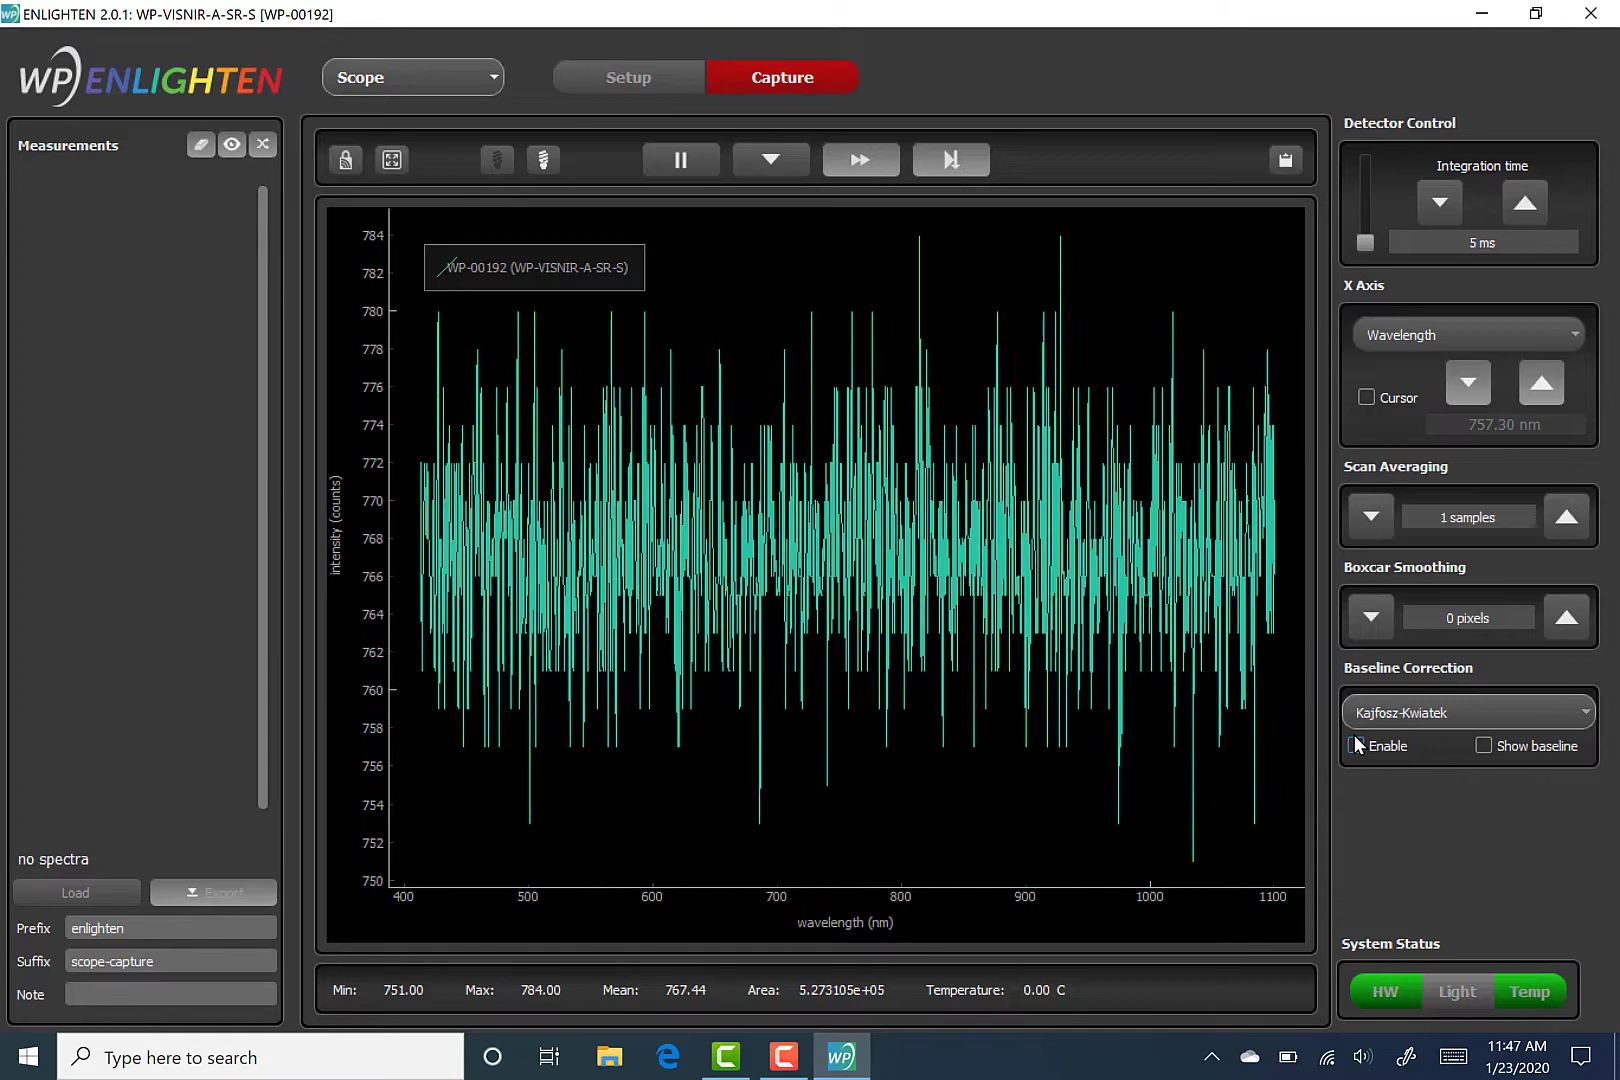 ENLIGHTEN 2.0.1: WP-VISNIR-A-SR-S [WP-00192]
WP ENLIGHTEN
Scope
Setup
Capture
Measurements
Detector Control
Integration time
5 ms
X Axis
Wavelength
Cursor
757.30 nm
Scan Averaging
1 samples
Boxcar Smoothing
0 pixels
Baseline Correction
Kajfosz-Kwiatek
Enable
Show baseline
784
782
780
778
776
774
772
770
768
766
764
762
760
758
756
754
752
750
WP-00192 (WP-VISNIR-A-SR-S)
intensity (counts)
400 500 600 700 800 900 1000 1100
wavelength (nm)
no spectra
Load
Export
Prefix enlighten
Suffix scope-capture
Note
Min: 751.00 Max: 784.00 Mean: 767.44 Area: 5.273105e+05 Temperature: 0.00 C
System Status
HW Light Temp
Type here to search
WP
11:47 AM
1/23/2020